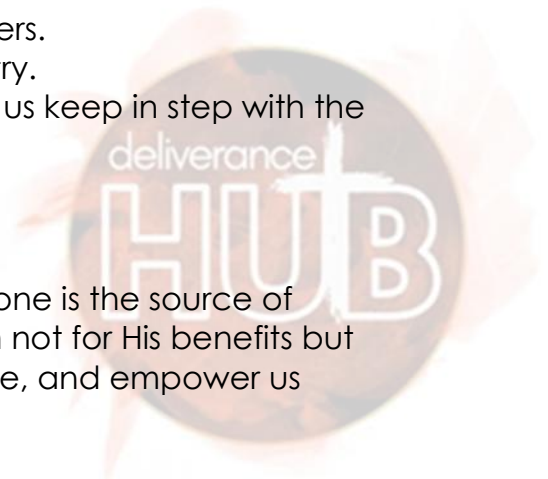 ers.
ry.
us keep in step with the
deliverance
HUB
one is the source of
not for His benefits but
e, and empower us